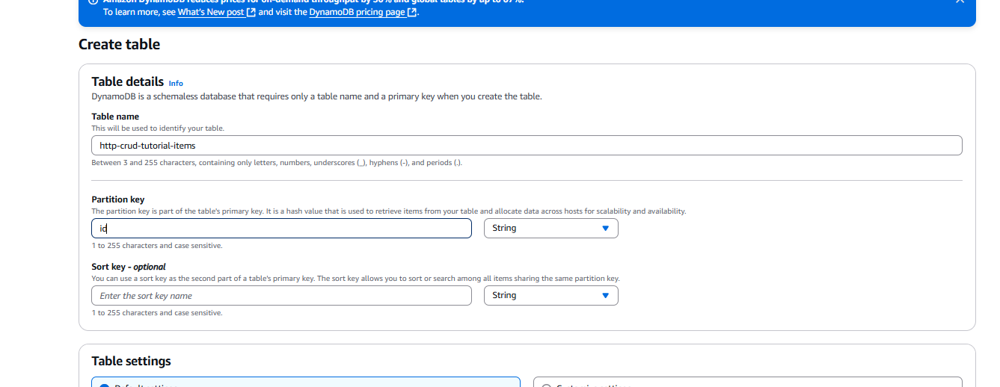 Amazon DynamoDB reduces prices for on-demand throughput by 50% and global tables by up to 67%.
To learn more, see What's New post and visit the DynamoDB pricing page.
Create table
Table details Info
DynamoDB is a schemaless database that requires only a table name and a primary key when you create the table.
Table name
This will be used to identify your table.
http-crud-tutorial-items
Between 3 and 255 characters, containing only letters, numbers, underscores (_), hyphens (-), and periods (.).
Partition key
The partition key is part of the table's primary key. It is a hash value that is used to retrieve items from your table and allocate data across hosts for scalability and availability.
id String
1 to 255 characters and case sensitive.
Sort key - optional
You can use a sort key as the second part of a table's primary key. The sort key allows you to sort or search among all items sharing the same partition key.
Enter the sort key name String
1 to 255 characters and case sensitive.
Table settings